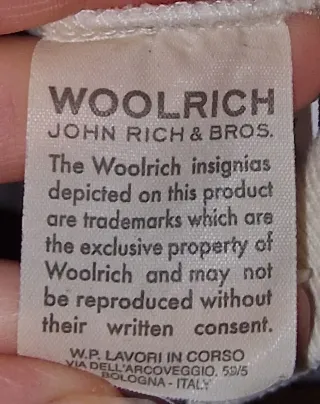 WOOLRICH
JOHN RICH & BROS.
The Woolrich insignias
depicted on this product
are trademarks which are
the exclusive property of
Woolrich and may not
be reproduced without
their written consent.
W.P. LAVORI IN CORSO
VIA DELL'ARCOVEGGIO, 59/5
BOLOGNA - ITALY